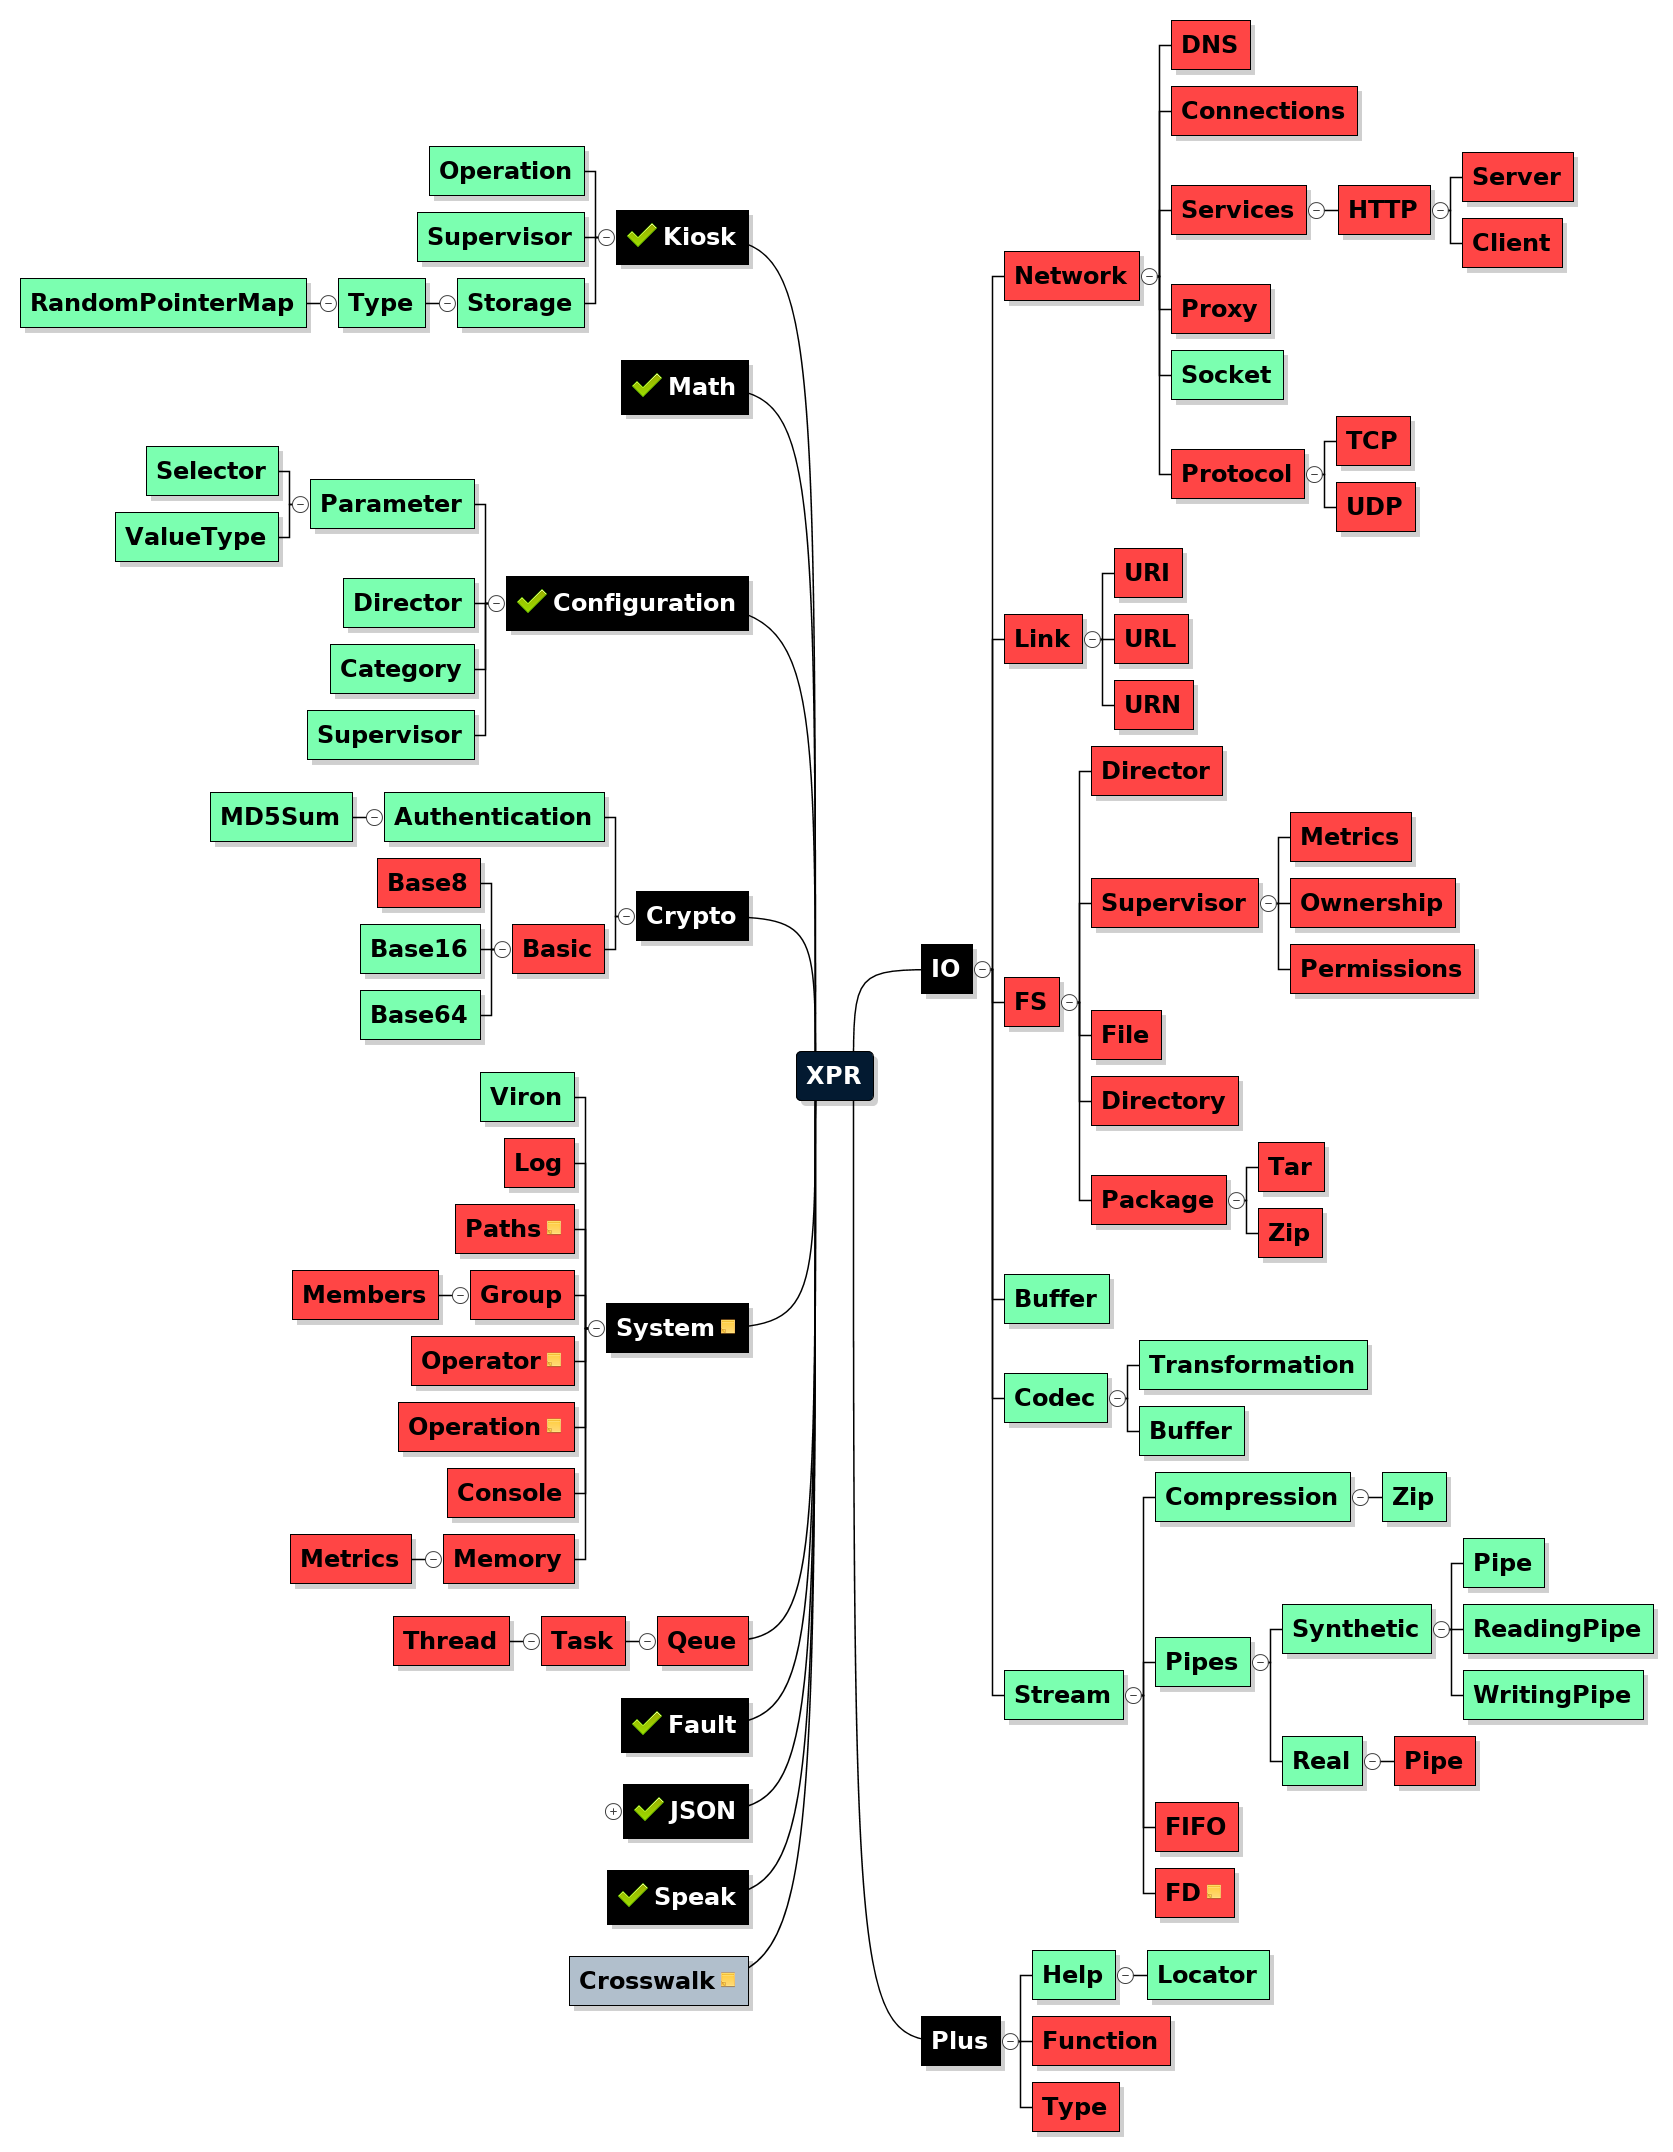 XPR
Kiosk
Operation
Supervisor
Storage
Type
RandomPointerMap
Math
Configuration
Parameter
Selector
ValueType
Director
Category
Supervisor
Crypto
Authentication
MD5Sum
Basic
Base8
Base16
Base64
System
Viron
Log
Paths
Group
Members
Operator
Operation
Console
Memory
Metrics
Qeue
Task
Thread
Fault
JSON
Speak
Crosswalk
IO
Network
DNS
Connections
Services
HTTP
Server
Client
Proxy
Socket
Protocol
TCP
UDP
Link
URI
URL
URN
FS
Director
Supervisor
Metrics
Ownership
Permissions
File
Directory
Package
Tar
Zip
Buffer
Codec
Transformation
Buffer
Stream
Compression
Zip
Pipes
Synthetic
Pipe
ReadingPipe
WritingPipe
Real
Pipe
FIFO
FD
Plus
Help
Locator
Function
Type